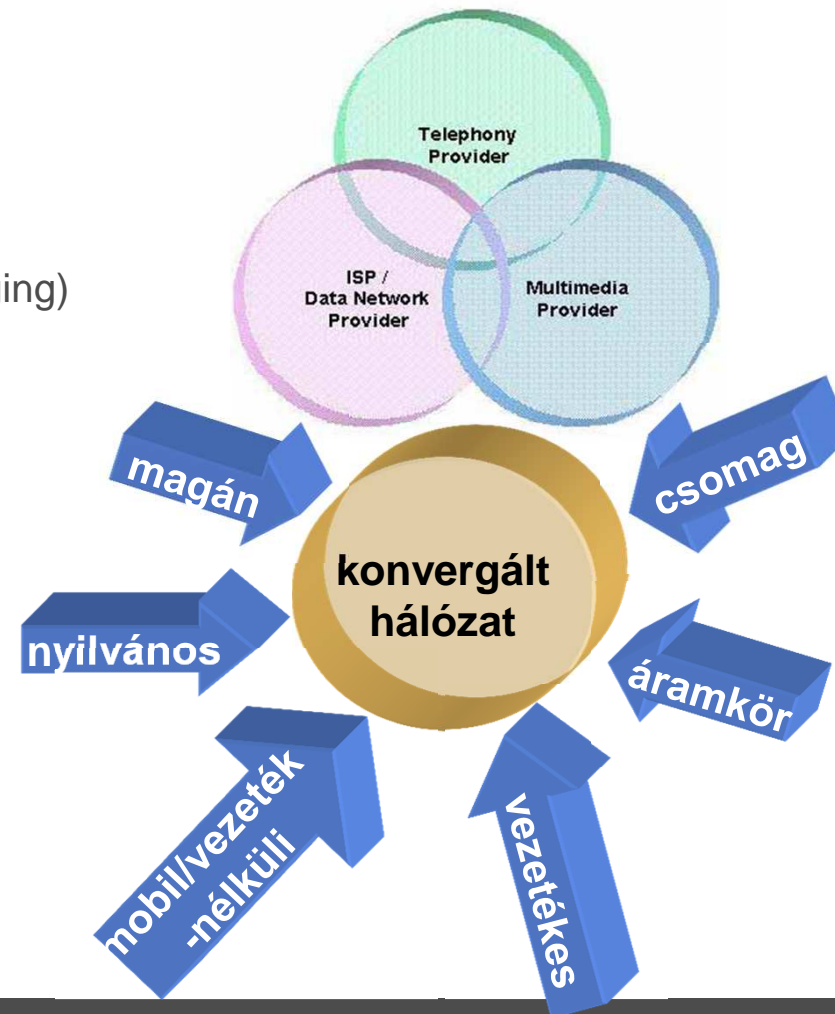 Telephony
Provider
ing)
ISP /
Data Network
Provider
Multimedia
Provider
magán
csomag
konvergált
hálózat
nyilvános
áramkör
mobil/vezeték
-nélküli
vezetékes